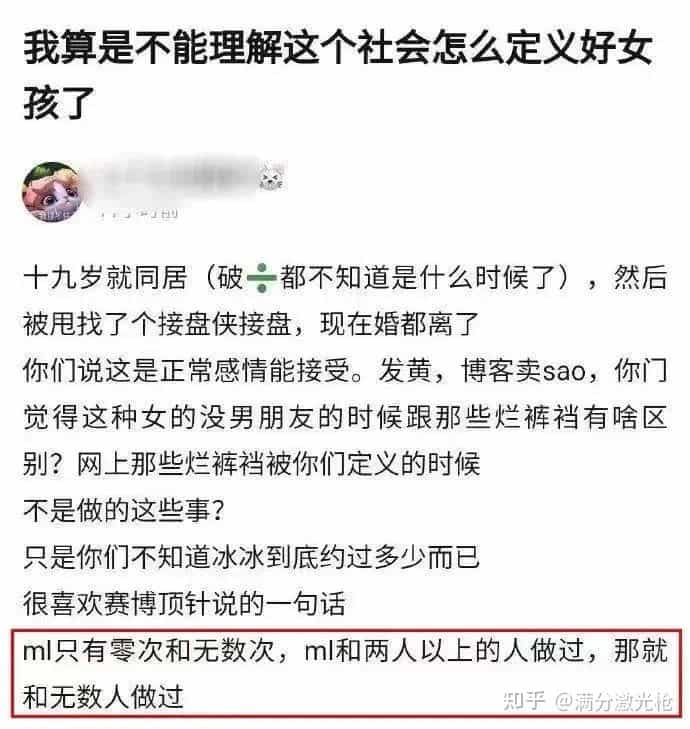 我算是不能理解这个社会怎么定义好女
孩了
十九岁就同居（破➗都不知道是什么时候了），然后
被甩找了个接盘侠接盘，现在婚都离了
你们说这是正常感情能接受。发黄，博客卖sao，你门
觉得这种女的没男朋友的时候跟那些烂裤裆有啥区
别？网上那些烂裤裆被你们定义的时候
不是做的这些事？
只是你们不知道冰冰到底约过多少而已
很喜欢赛博顶针说的一句话
ml只有零次和无数次，ml和两人以上的人做过，那就
和无数人做过
知乎 @满分激光枪